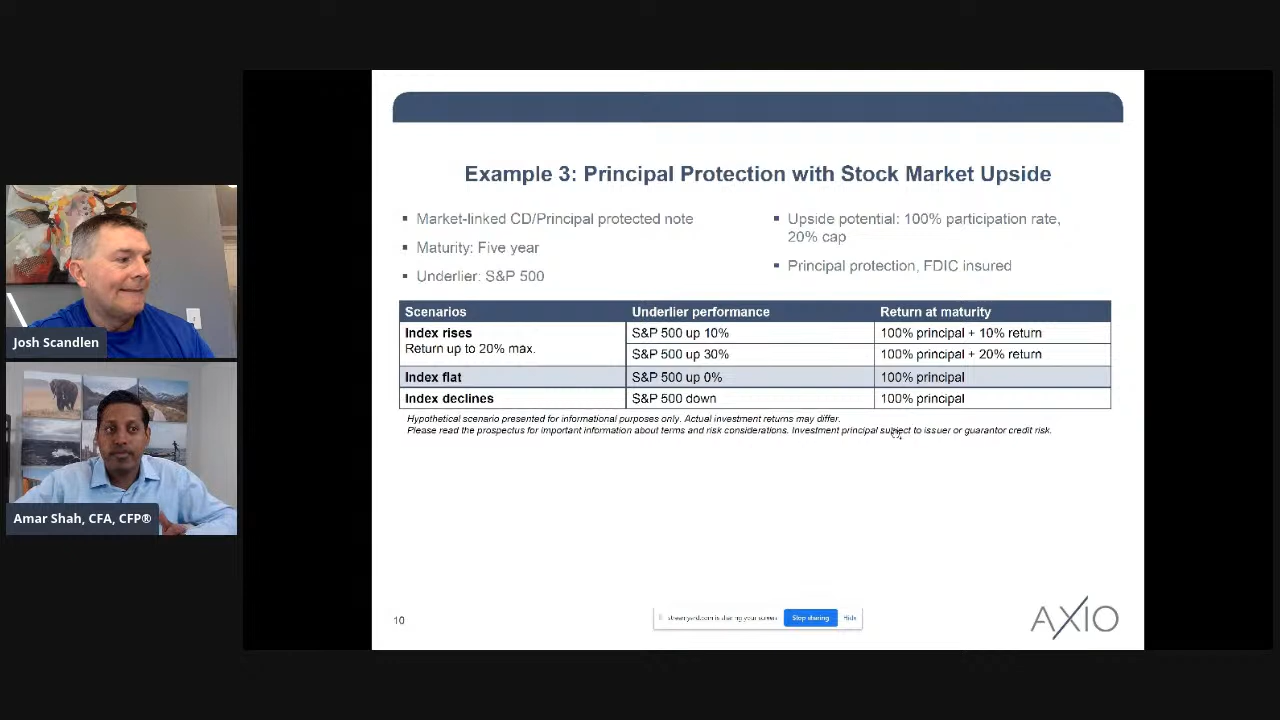 Example 3: Principal Protection with Stock Market Upside
▪ Market-linked CD/Principal protected note
▪ Maturity: Five year
▪ Underlier: S&P 500
▪ Upside potential: 100% participation rate,
20% cap
▪ Principal protection, FDIC insured
Scenarios Underlier performance Return at maturity
Index rises S&P 500 up 10% 100% principal + 10% return
Return up to 20% max. S&P 500 up 30% 100% principal + 20% return
Index flat S&P 500 up 0% 100% principal
Index declines S&P 500 down 100% principal
Hypothetical scenario presented for informational purposes only. Actual investment returns may differ.
Please read the prospectus for important information about terms and risk considerations. Investment principal subject to issuer or guarantor credit risk.
Josh Scandlen
Amar Shah, CFA, CFP®
10
is sharing your screen Stop sharing Hide
AXIO